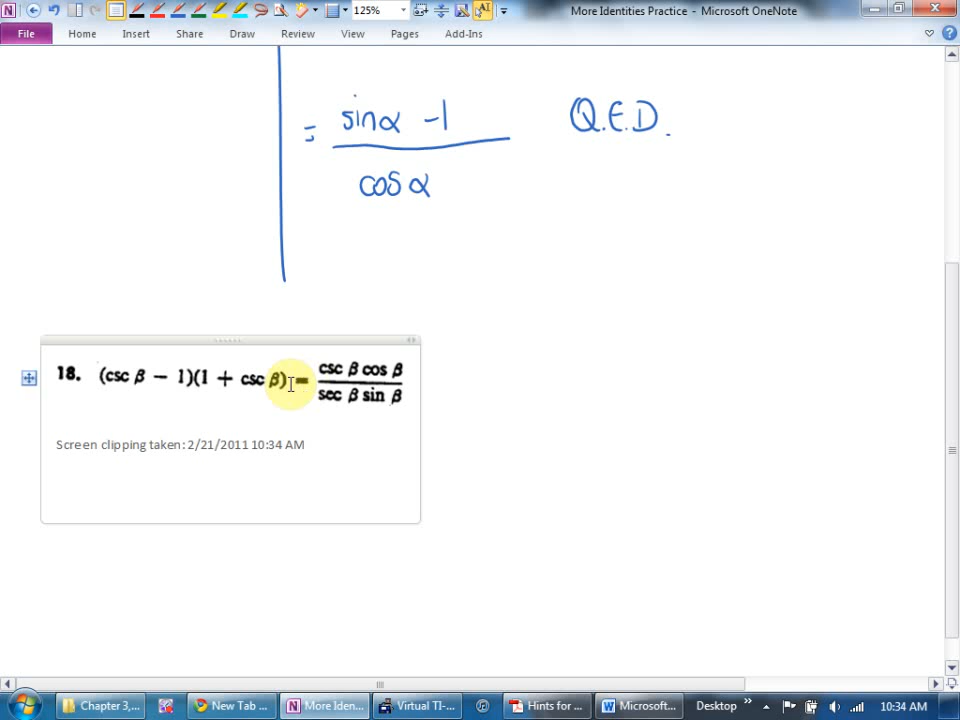 125%
More Identities Practice - Microsoft OneNote
File Home Insert Share Draw Review View Pages Add-Ins
= sin α - 1
cos α
Q.E.D.
18. (csc β − 1)(1 + csc β) = csc β cos β
sec β sin β
Screen clipping taken: 2/21/2011 10:34 AM
Chapter 3,... New Tab ... More Iden... Virtual TI-... Hints for ... Microsoft... Desktop » 10:34 AM